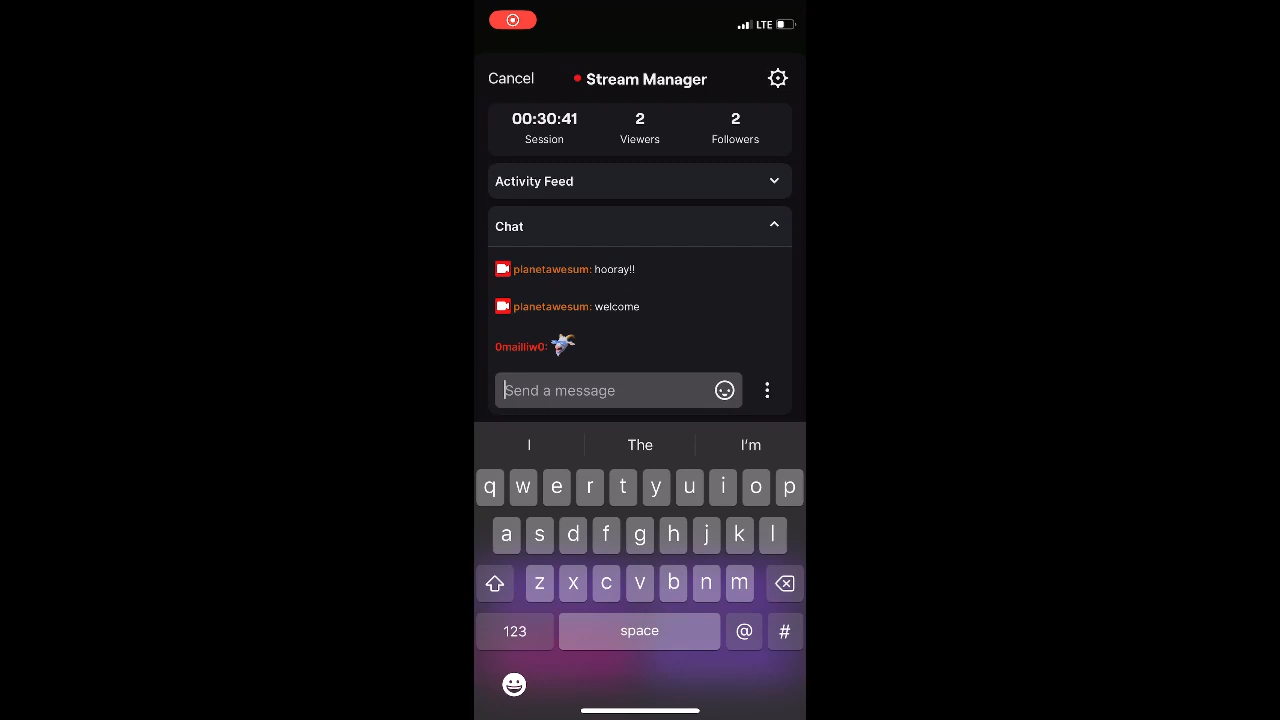 LTE
Cancel Stream Manager
00:30:41 2 2
Session Viewers Followers
Activity Feed
Chat
planetawesum: hooray!!
planetawesum: welcome
0mailliw0:
Send a message
I The I'm
q w e r t y u i o p
a s d f g h j k l
z x c v b n m
123 space @ #